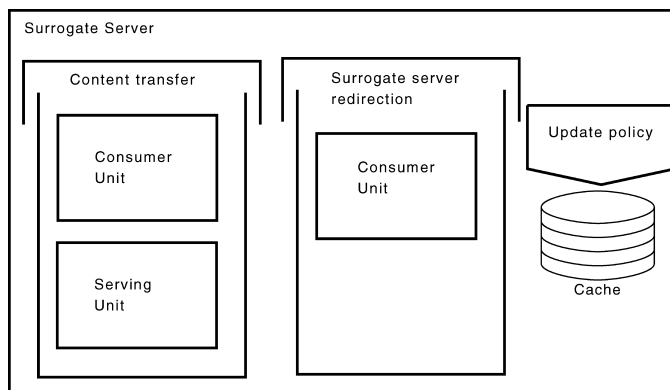 Surrogate Server
Content transfer
Consumer
Unit
Serving
Unit
Surrogate server
redirection
Consumer
Unit
Update policy
Cache